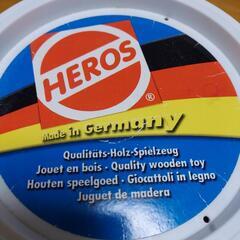 HEROS
®
Made in Germany
Qualitäts-Holz-Spielzeug
Jouet en bois · Quality wooden toy
Houten speelgoed · Giocattoli in legno
Juguet de madera